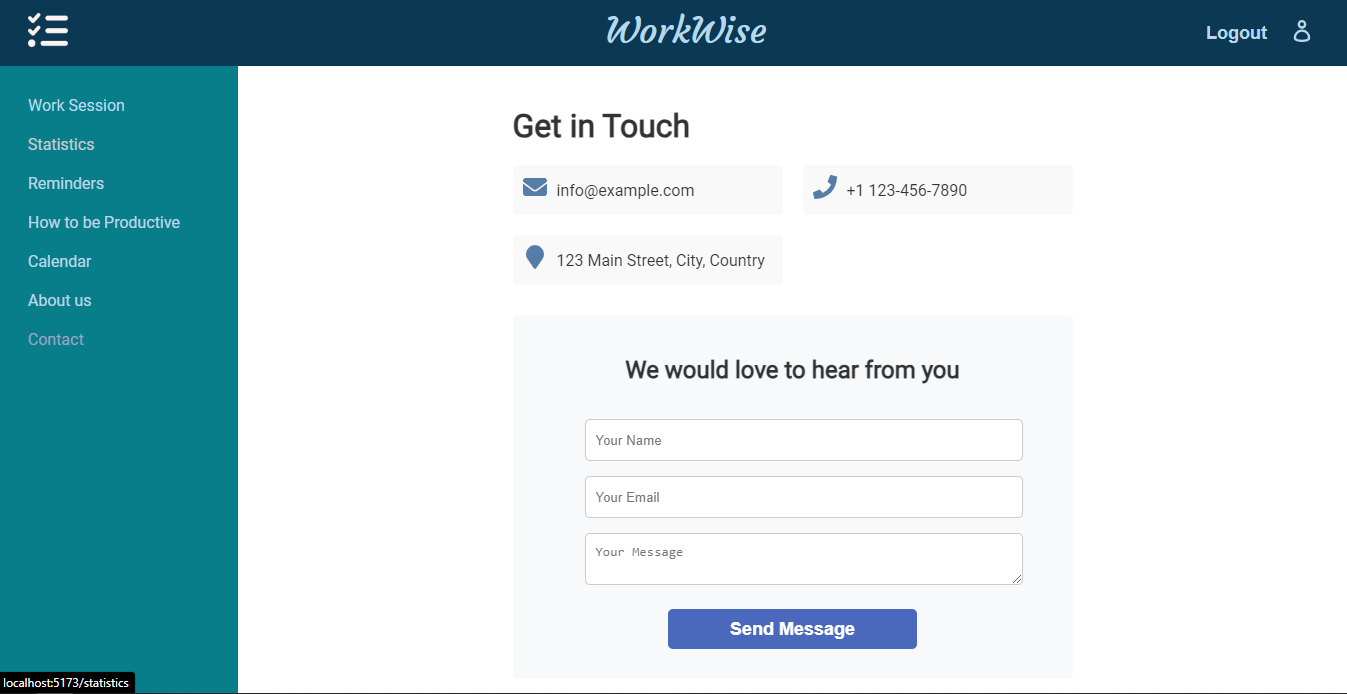 WorkWise
Logout
Work Session
Statistics
Reminders
How to be Productive
Calendar
About us
Contact
Get in Touch
info@example.com
+1 123-456-7890
123 Main Street, City, Country
We would love to hear from you
Your Name
Your Email
Your Message
Send Message
localhost:5173/statistics